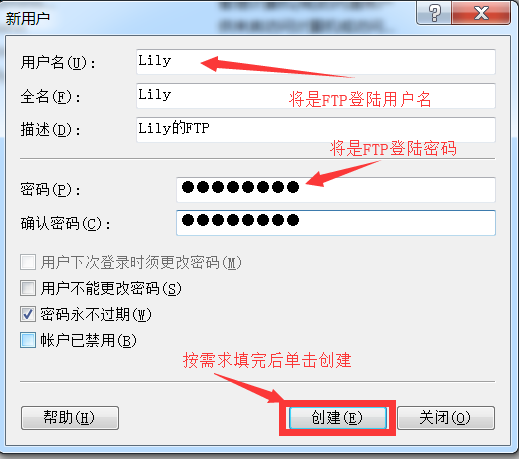 新用户
用户名(U)： Lily
全名(F)： Lily
将是FTP登陆用户名
描述(D)： Lily的FTP
将是FTP登陆密码
密码(P)： ●●●●●●●●
确认密码(C)： ●●●●●●●●
用户下次登录时须更改密码(M)
用户不能更改密码(S)
密码永不过期(W)
帐户已禁用(B)
按需求填完后单击创建
帮助(H) 创建(E) 关闭(O)